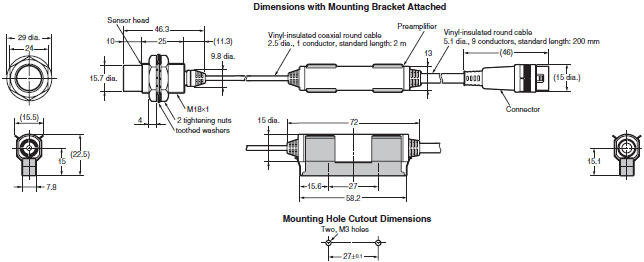 Dimensions with Mounting Bracket Attached
Sensor head
Preamplifier
46.3
29 dia.
24
10
25
(11.3)
9.8 dia.
15.7 dia.
Vinyl-insulated coaxial round cable
2.5 dia., 1 conductor, standard length: 2 m
Vinyl-insulated round cable
5.1 dia., 9 conductors, standard length: 200 mm
13
(46)
(15 dia.)
M18×1
2 tightening nuts
toothed washers
4
Connector
(15.5)
(22.5)
15
7.8
15 dia.
72
15.6
27
58.2
15.1
Mounting Hole Cutout Dimensions
Two, M3 holes
27±0.1